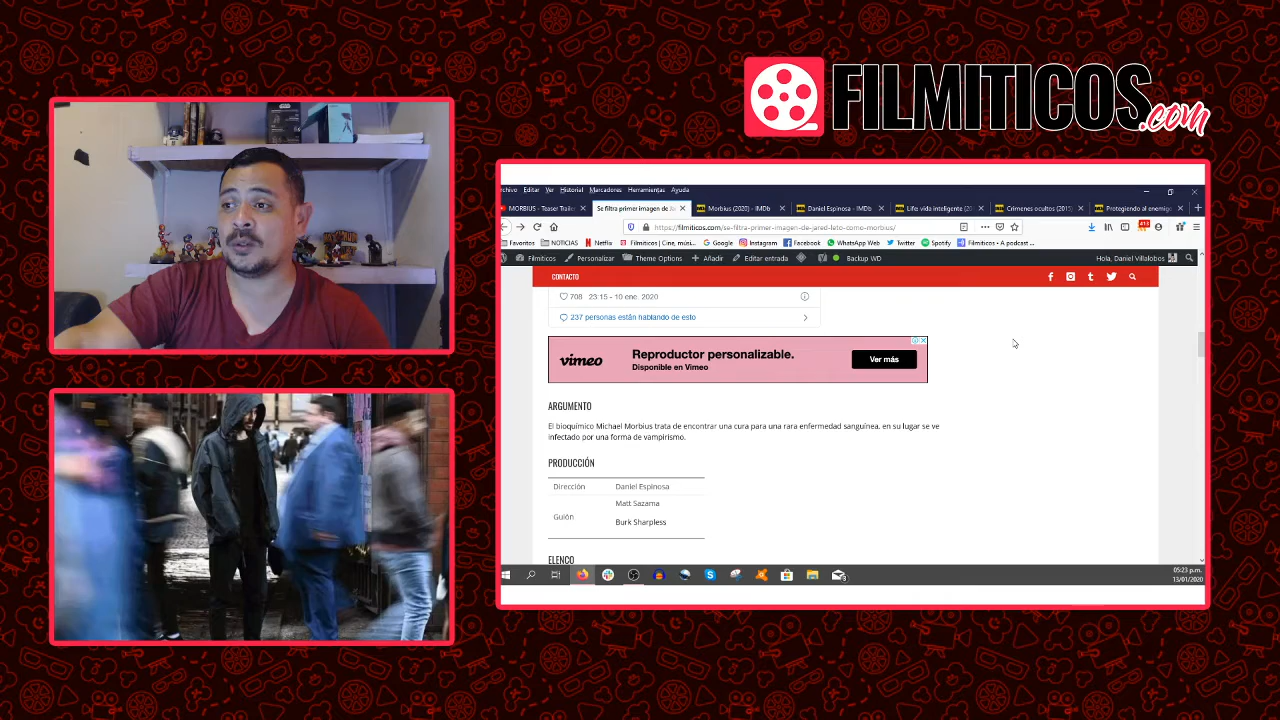 FILMITICOS
.com
Archivo Editar Ver Historial Marcadores Herramientas Ayuda
MORBIUS - Teaser Trailer
Se filtra primer imagen de Ja
Morbius (2020) - IMDb
Daniel Espinosa - IMDb
Life: vida inteligente (20
Crímenes ocultos (2015)
Protegiendo al enemigo
https://filmiticos.com/se-filtra-primer-imagen-de-jared-leto-como-morbius/
Favoritos NOTICIAS Netflix Filmiticos | Cine, músi... Google Instagram Facebook WhatsApp Web Twitter Spotify Filmiticos • A podcast ...
Filmiticos Personalizar Theme Options Añadir Editar entrada Backup WD Hola, Daniel Villalobos
CONTACTO
708 23:15 - 10 ene. 2020
237 personas están hablando de esto
vimeo
Reproductor personalizable.
Disponible en Vimeo
Ver más
ARGUMENTO
El bioquímico Michael Morbius trata de encontrar una cura para una rara enfermedad sanguínea, en su lugar se ve
infectado por una forma de vampirismo.
PRODUCCIÓN
Dirección Daniel Espinosa
Matt Sazama
Guión
Burk Sharpless
ELENCO
05:23 p.m.
13/01/2020